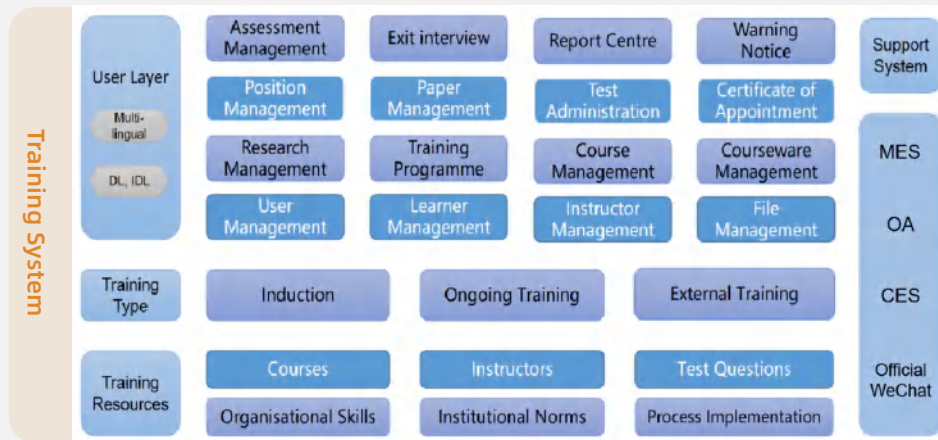 Training System
User Layer
Multi-
lingual
DL, IDL
Assessment
Management
Exit interview
Report Centre
Warning
Notice
Position
Management
Paper
Management
Test
Administration
Certificate of
Appointment
Research
Management
Training
Programme
Course
Management
Courseware
Management
User
Management
Learner
Management
Instructor
Management
File
Management
Training
Type
Induction
Ongoing Training
External Training
Training
Resources
Courses
Instructors
Test Questions
Organisational Skills
Institutional Norms
Process Implementation
Support
System
MES
OA
CES
Official
WeChat